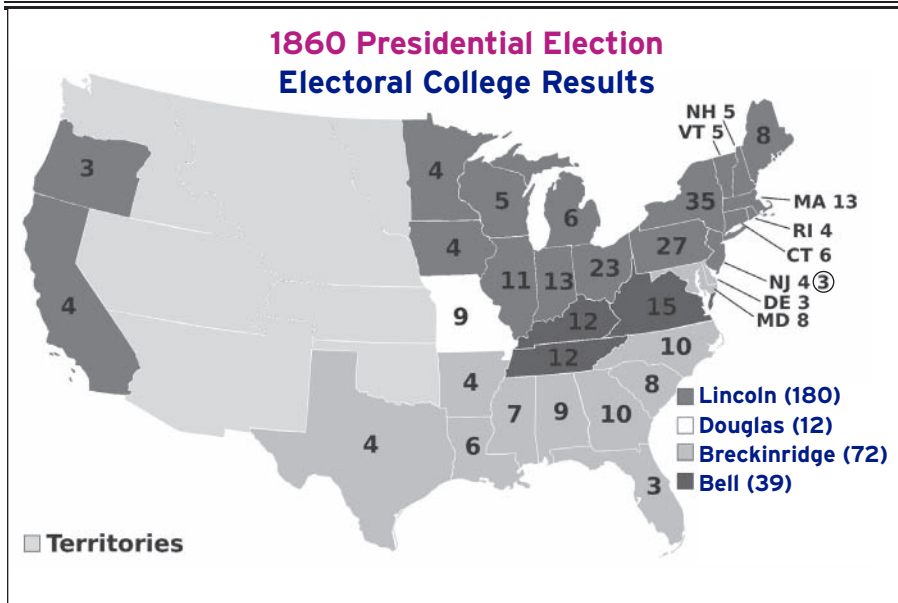 1860 Presidential Election
Electoral College Results
NH 5
VT 5
8
3
4
5
6
35
MA 13
RI 4
CT 6
4
11
13
23
27
NJ 4 3
DE 3
MD 8
4
9
12
15
12
10
4
8
7
9
10
4
6
3
Lincoln (180)
Douglas (12)
Breckinridge (72)
Bell (39)
Territories